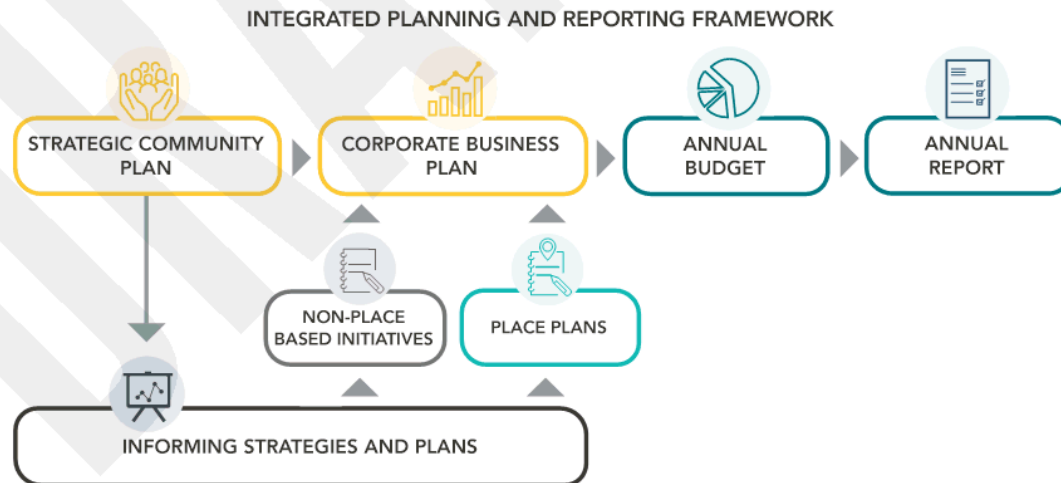 INTEGRATED PLANNING AND REPORTING FRAMEWORK
STRATEGIC COMMUNITY
PLAN
CORPORATE BUSINESS
PLAN
ANNUAL
BUDGET
ANNUAL
REPORT
NON-PLACE
BASED INITIATIVES
PLACE PLANS
INFORMING STRATEGIES AND PLANS